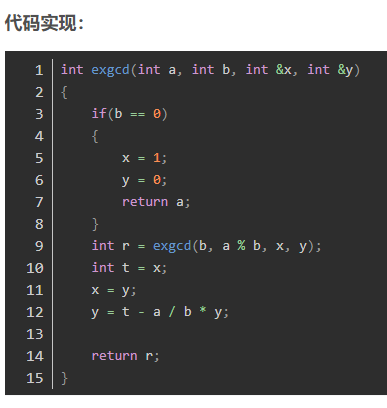 代码实现：
1 int exgcd(int a, int b, int &x, int &y)
2 {
3     if(b == 0)
4     {
5         x = 1;
6         y = 0;
7         return a;
8     }
9     int r = exgcd(b, a % b, x, y);
10     int t = x;
11     x = y;
12     y = t - a / b * y;
13
14     return r;
15 }